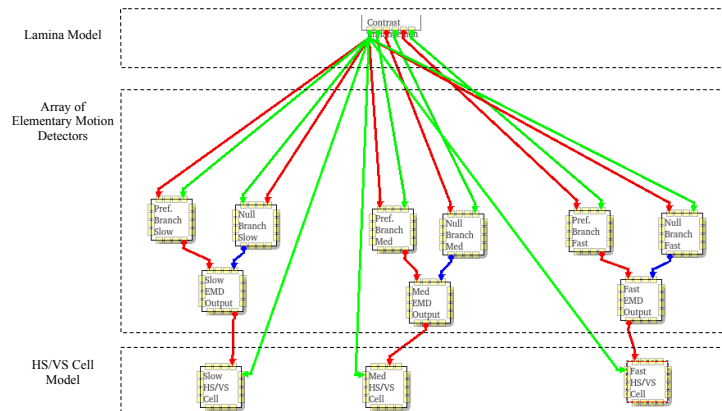 Lamina Model
Contrast
Array of
Elementary Motion
Detectors
Pref.
Branch
Slow
Null
Branch
Slow
Pref.
Branch
Med
Null
Branch
Med
Pref.
Branch
Fast
Null
Branch
Fast
Slow
EMD
Output
Med
EMD
Output
Fast
EMD
Output
HS/VS Cell
Model
Slow
HS/VS
Cell
Med
HS/VS
Cell
Fast
HS/VS
Cell